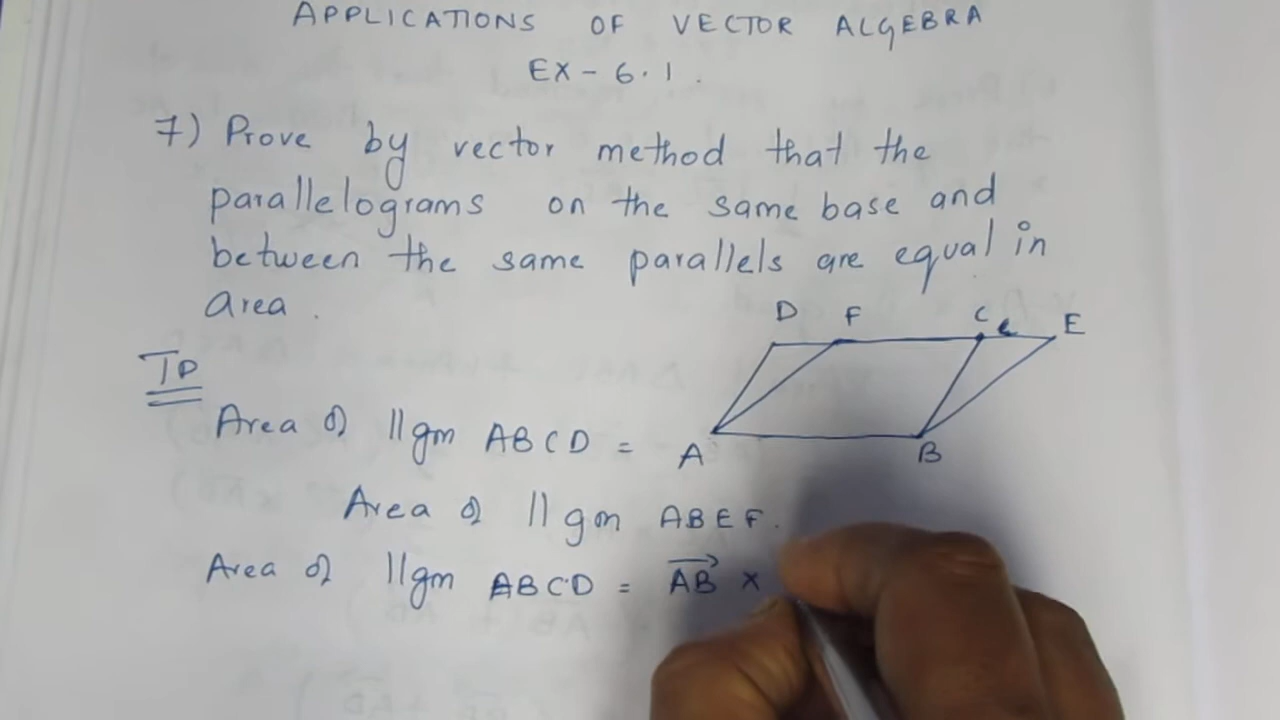 APPLICATIONS OF VECTOR ALGEBRA
EX - 6.1.
7) Prove by vector method that the
parallelograms on the same base and
between the same parallels are equal in
area.
D F C E
A B
TP
Area of ||gm ABCD =
Area of ||gm ABEF.
Area of ||gm ABCD = AB ×